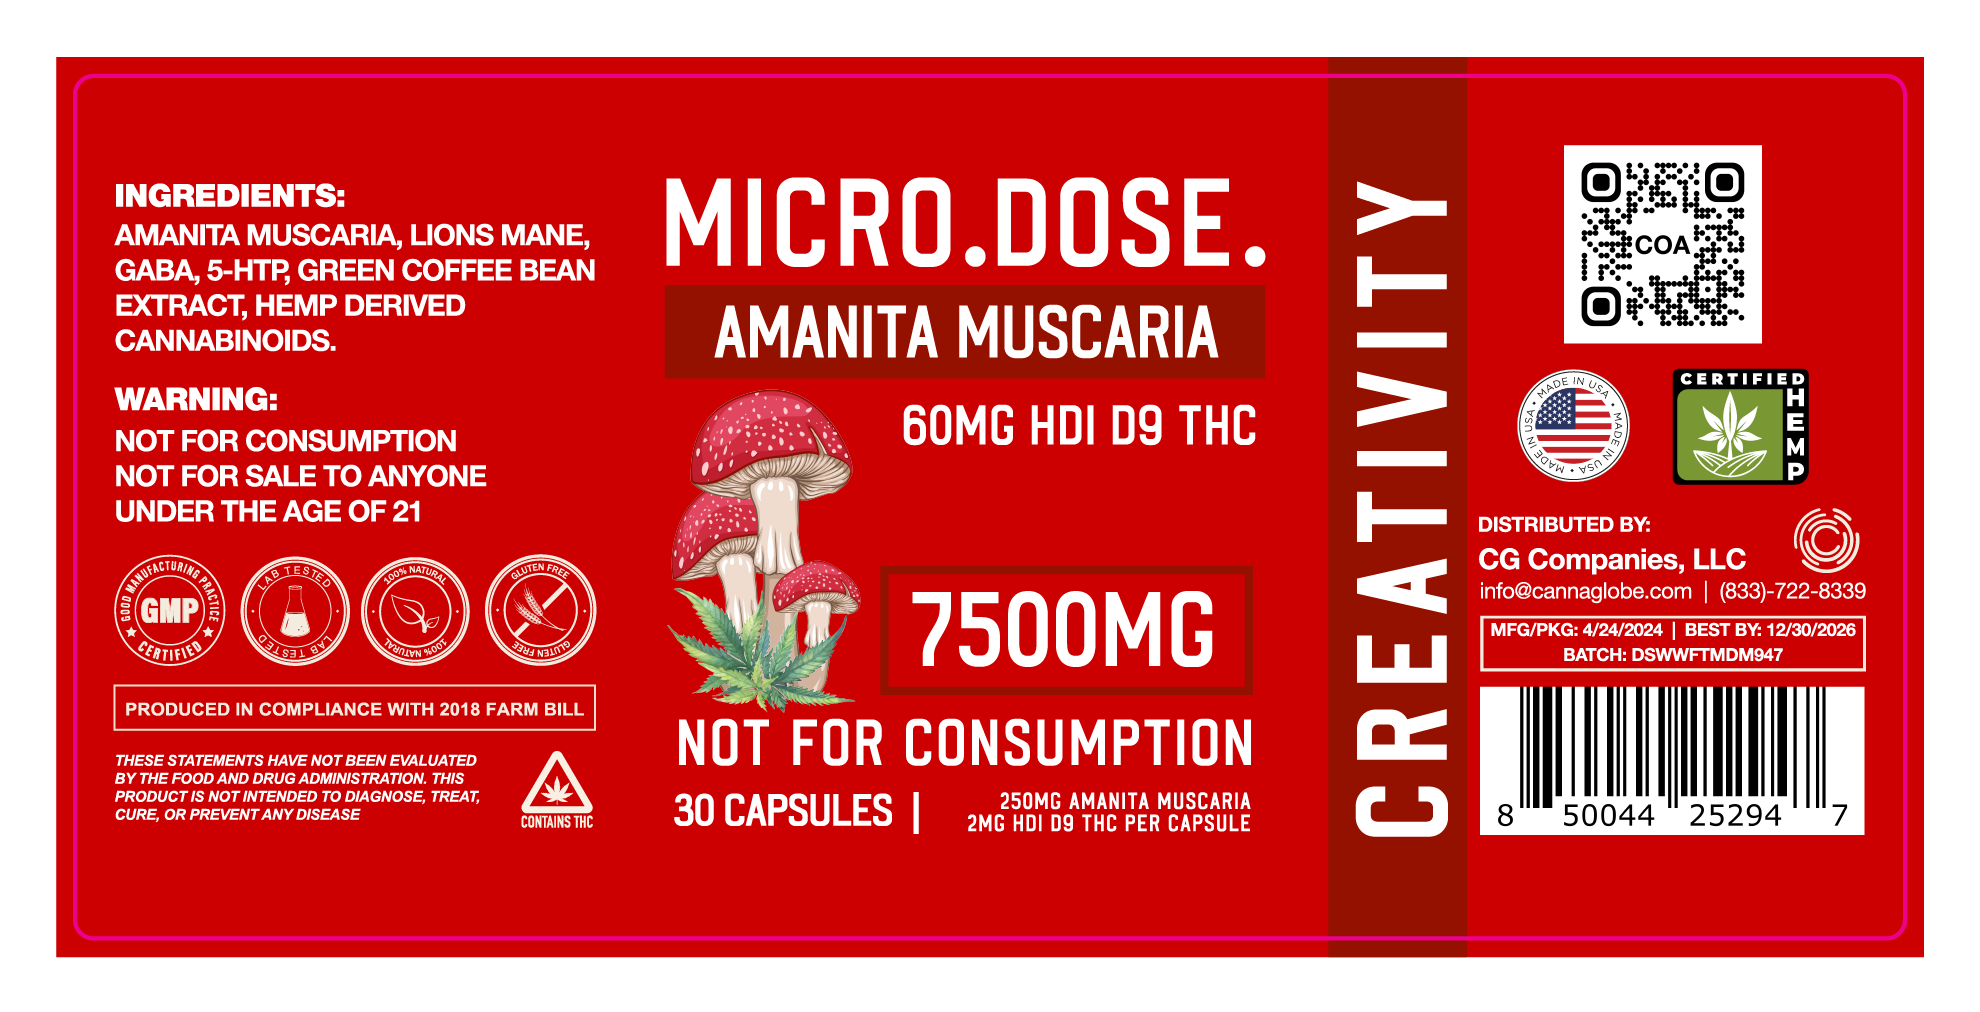 INGREDIENTS:
AMANITA MUSCARIA, LIONS MANE,
GABA, 5-HTP, GREEN COFFEE BEAN
EXTRACT, HEMP DERIVED
CANNABINOIDS.
WARNING:
NOT FOR CONSUMPTION
NOT FOR SALE TO ANYONE
UNDER THE AGE OF 21
GOOD MANUFACTURING PRACTICE
GMP
CERTIFIED
LAB TESTED
LAB TESTED
100% NATURAL
100% NATURAL
GLUTEN FREE
GLUTEN FREE
PRODUCED IN COMPLIANCE WITH 2018 FARM BILL
THESE STATEMENTS HAVE NOT BEEN EVALUATED
BY THE FOOD AND DRUG ADMINISTRATION. THIS
PRODUCT IS NOT INTENDED TO DIAGNOSE, TREAT,
CURE, OR PREVENT ANY DISEASE
CONTAINS THC
MICRO.DOSE.
AMANITA MUSCARIA
60MG HDI D9 THC
7500MG
NOT FOR CONSUMPTION
30 CAPSULES |
250MG AMANITA MUSCARIA
2MG HDI D9 THC PER CAPSULE
CREATIVITY
COA
MADE IN USA • MADE IN USA • MADE IN USA •
CERTIFIED
HEMP
DISTRIBUTED BY:
CG Companies, LLC
info@cannaglobe.com | (833)-722-8339
MFG/PKG: 4/24/2024 | BEST BY: 12/30/2026
BATCH: DSWWFTMDM947
8 50044 25294 7